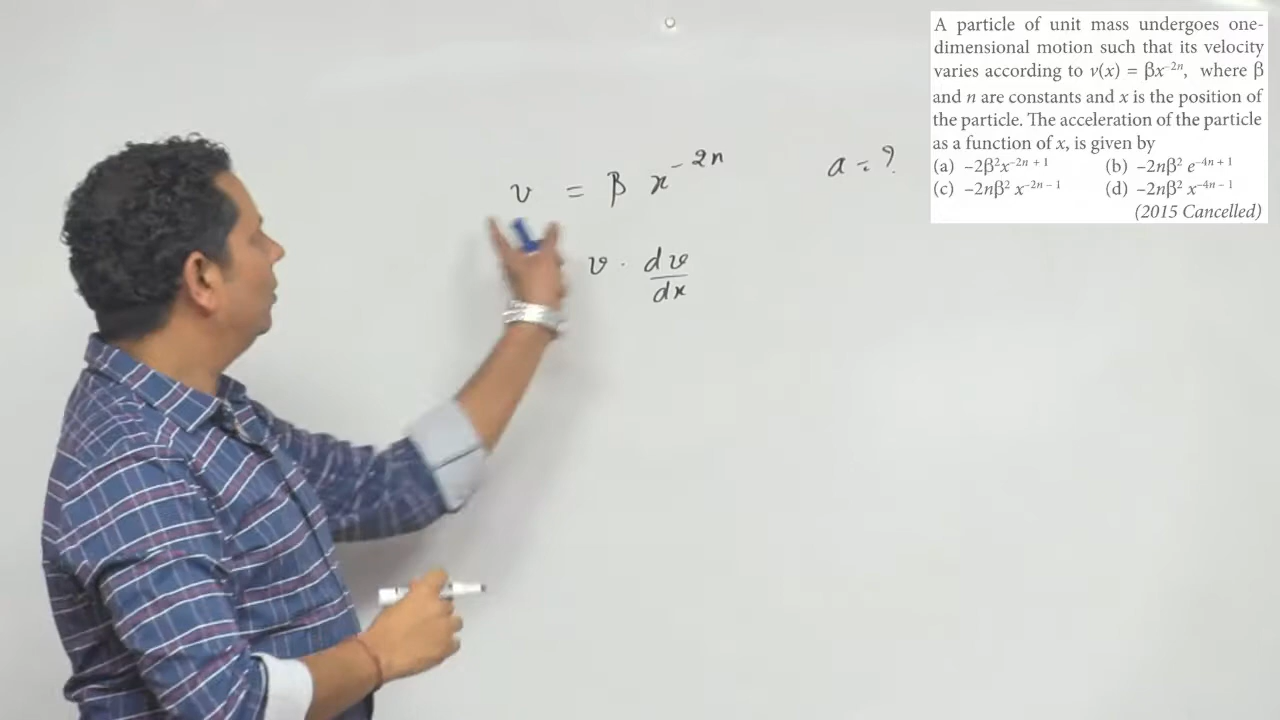 v = β x⁻²ⁿ
a = ?
v · dv/dx
A particle of unit mass undergoes one-
dimensional motion such that its velocity
varies according to v(x) = βx⁻²ⁿ, where β
and n are constants and x is the position of
the particle. The acceleration of the particle
as a function of x, is given by
(a) –2β²x⁻²ⁿ⁺¹ (b) –2nβ² e⁻⁴ⁿ⁺¹
(c) –2nβ² x⁻²ⁿ⁻¹ (d) –2nβ² x⁻⁴ⁿ⁻¹
(2015 Cancelled)